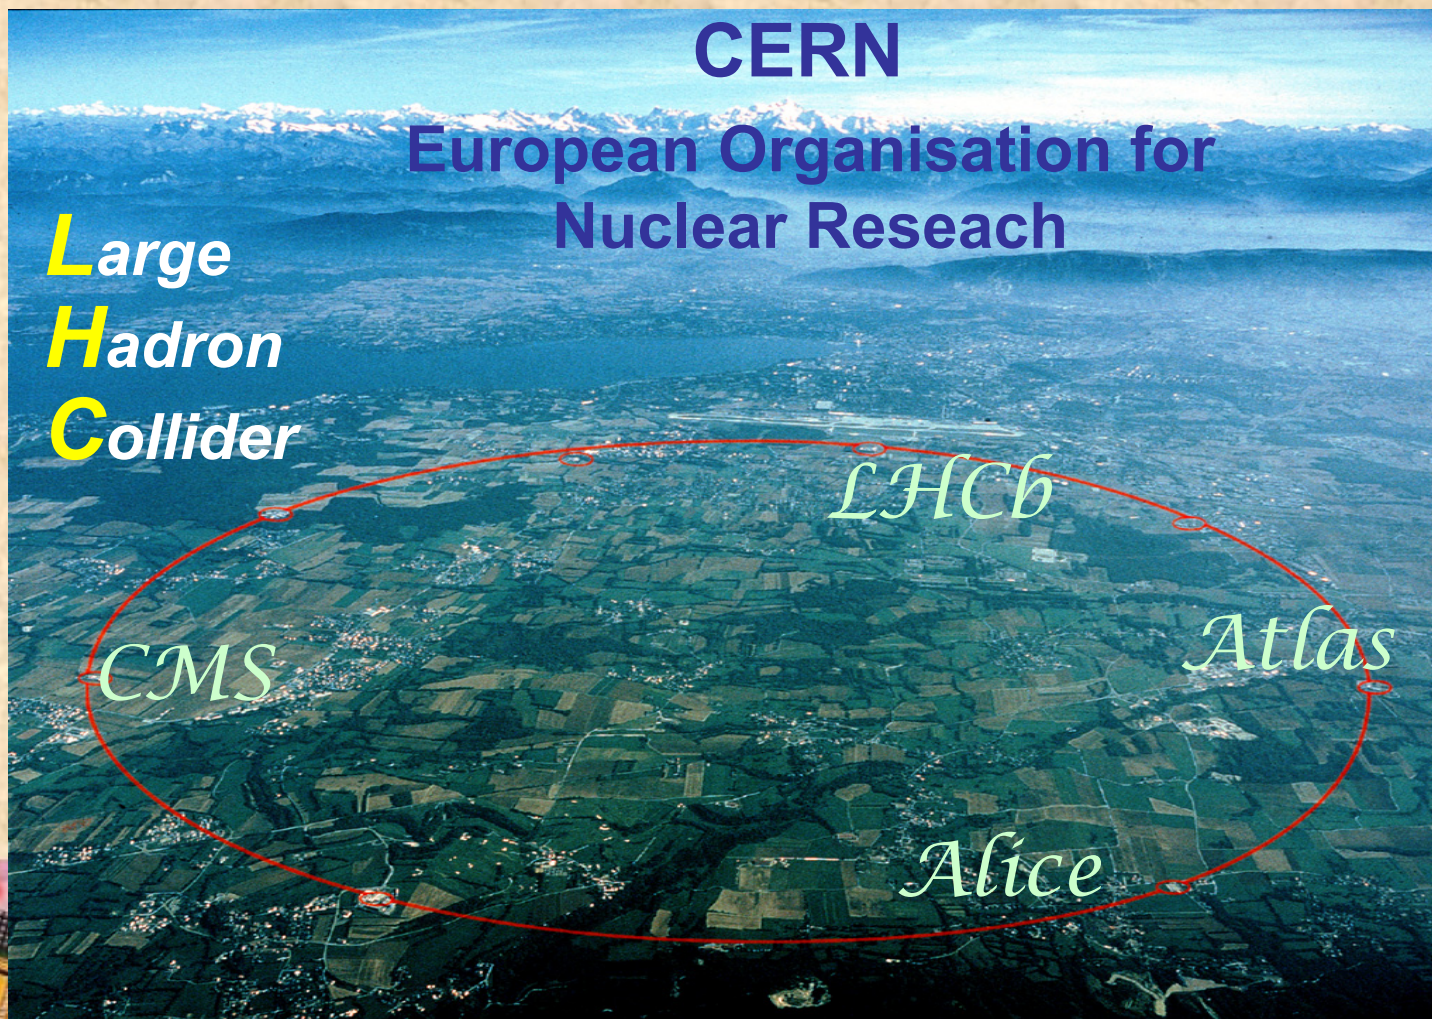 CERN
European Organisation for
Nuclear Reseach
Large
Hadron
Collider
LHCb
Atlas
CMS
Alice